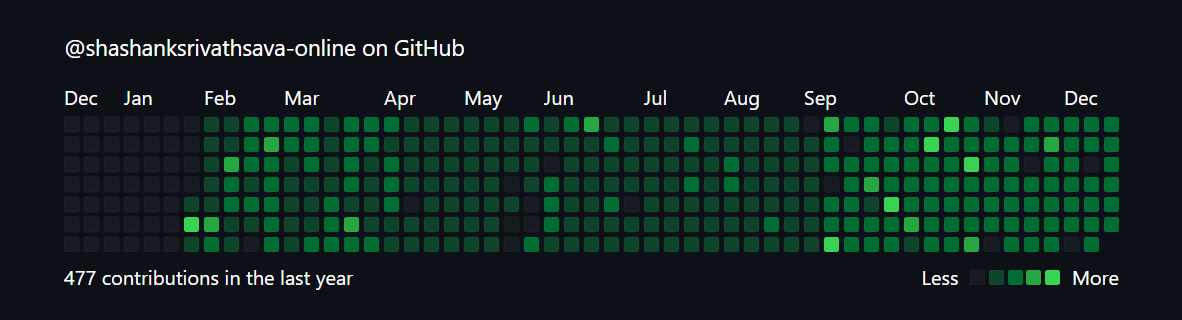 @shashanksrivathsava-online on GitHub
Dec Jan Feb Mar Apr May Jun Jul Aug Sep Oct Nov Dec
477 contributions in the last year Less More